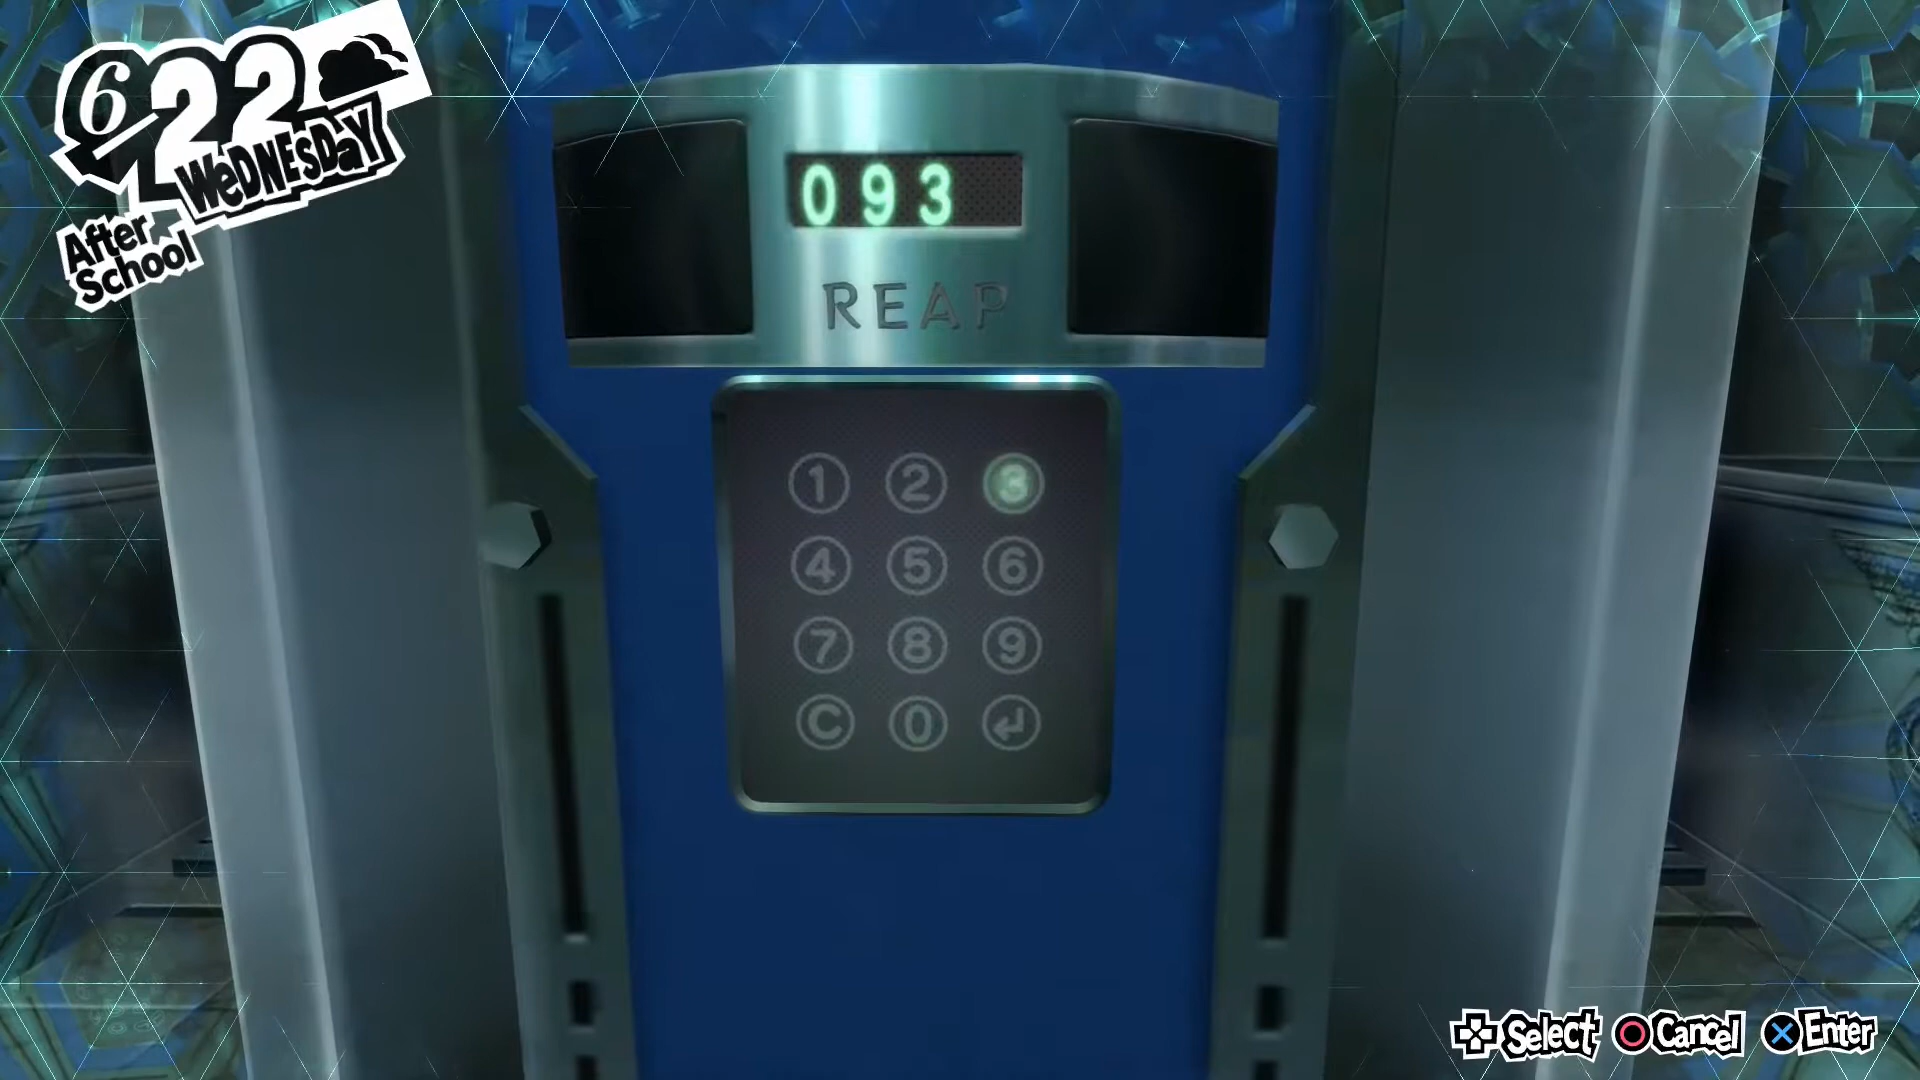 6/22
Wednesday
After
School
093
REAP
1 2 3
4 5 6
7 8 9
C 0 ↵
Select Cancel Enter